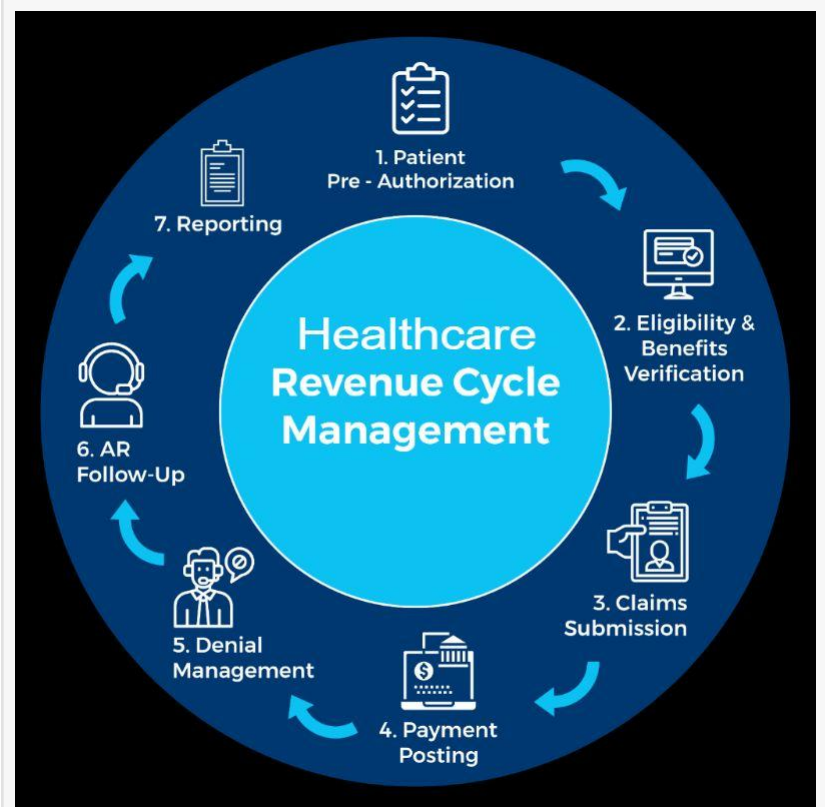 Healthcare
Revenue Cycle
Management
1. Patient
Pre - Authorization
2. Eligibility &
Benefits
Verification
3. Claims
Submission
4. Payment
Posting
5. Denial
Management
6. AR
Follow-Up
7. Reporting